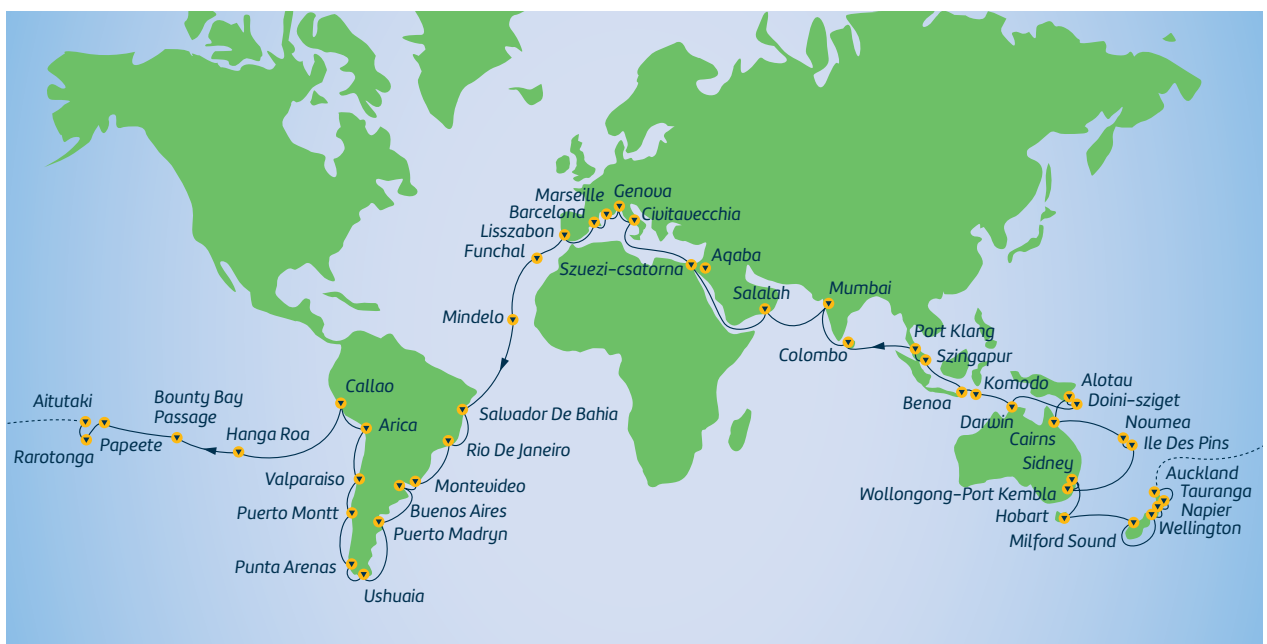 Genova
Marseille
Barcelona
Civitavecchia
Lisszabon
Funchal
Szuezi-csatorna
Aqaba
Salalah
Mumbai
Mindelo
Colombo
Port Klang
Szingapur
Callao
Komodo
Alotau
Doini-sziget
Benoa
Aitutaki
Bounty Bay
Passage
Salvador De Bahia
Darwin
Noumea
Arica
Cairns
Hanga Roa
Papeete
Rarotonga
Rio De Janeiro
Ile Des Pins
Sidney
Auckland
Valparaiso
Montevideo
Wollongong-Port Kembla
Tauranga
Puerto Montt
Buenos Aires
Hobart
Napier
Puerto Madryn
Milford Sound
Wellington
Punta Arenas
Ushuaia